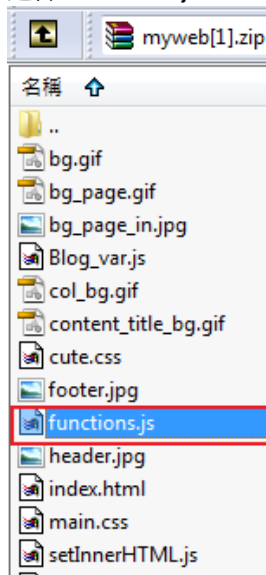 myweb[1].zip
名稱
..
bg.gif
bg_page.gif
bg_page_in.jpg
Blog_var.js
col_bg.gif
content_title_bg.gif
cute.css
footer.jpg
functions.js
header.jpg
index.html
main.css
setInnerHTML.js